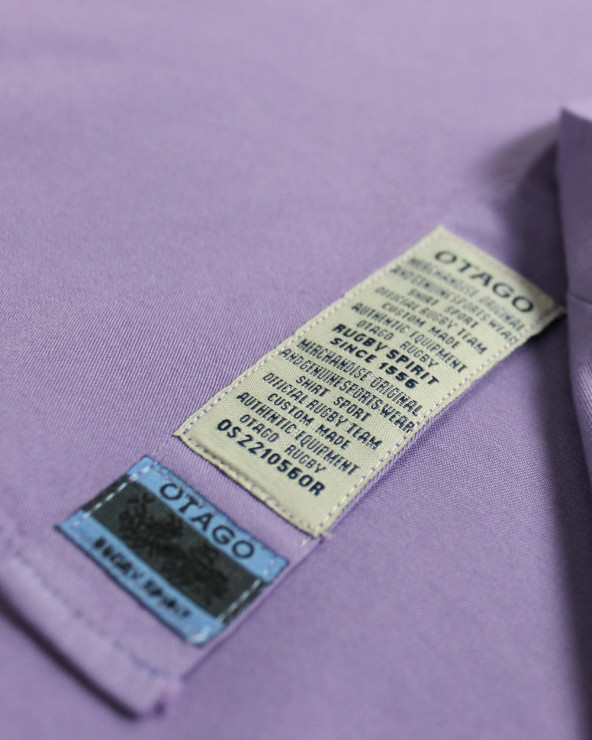 OTAGO
MERCHANDISE ORIGINAL
AND GENUINE SPORTS-WEAR
SHIRT SPORT
OFFICIAL RUGBY TEAM
CUSTOM MADE
AUTHENTIC EQUIPMENT
OTAGO RUGBY
RUGBY SPIRIT
SINCE 1556
MERCHANDISE ORIGINAL
AND GENUINE SPORTS-WEAR
SHIRT SPORT
OFFICIAL RUGBY TEAM
CUSTOM MADE
AUTHENTIC EQUIPMENT
OTAGO RUGBY
OS2210560R
OTAGO
RUGBY SPIRIT